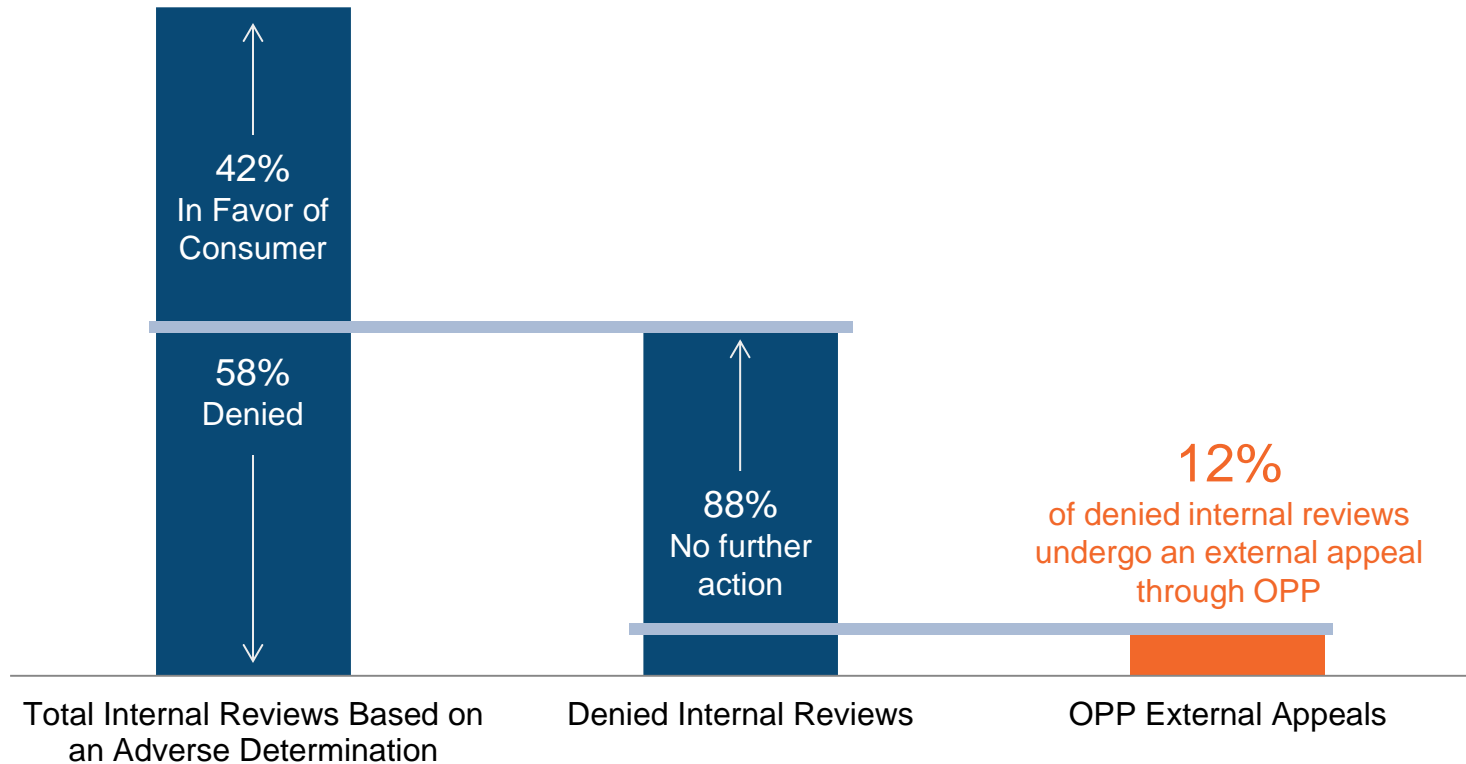 42%
In Favor of
Consumer
58%
Denied
88%
No further
action
12%
of denied internal reviews
undergo an external appeal
through OPP
Total Internal Reviews Based on
an Adverse Determination
Denied Internal Reviews
OPP External Appeals